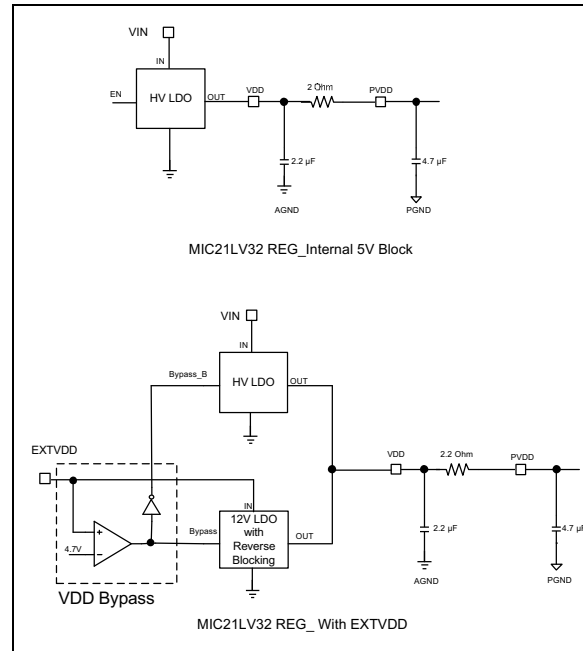 VIN
IN
HV LDO
EN
OUT
VDD
2 Ohm
PVDD
2.2 µF
4.7 µF
AGND
PGND
MIC21LV32 REG_Internal 5V Block
VIN
IN
Bypass_B
HV LDO
OUT
EXTVDD
VDD
2.2 Ohm
PVDD
IN
12V LDO
with
Reverse
Blocking
Bypass
OUT
4.7V
+
−
2.2 µF
4.7 µF
AGND
PGND
VDD Bypass
MIC21LV32 REG_ With EXTVDD